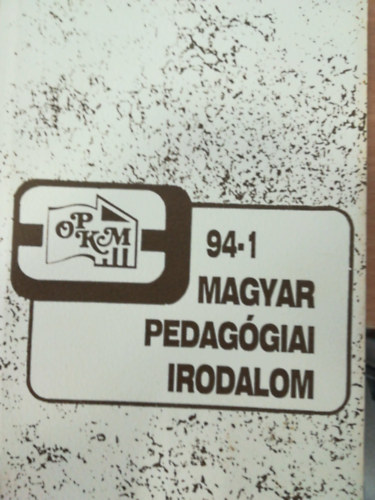 OPKM
94-1
MAGYAR
PEDAGÓGIAI
IRODALOM